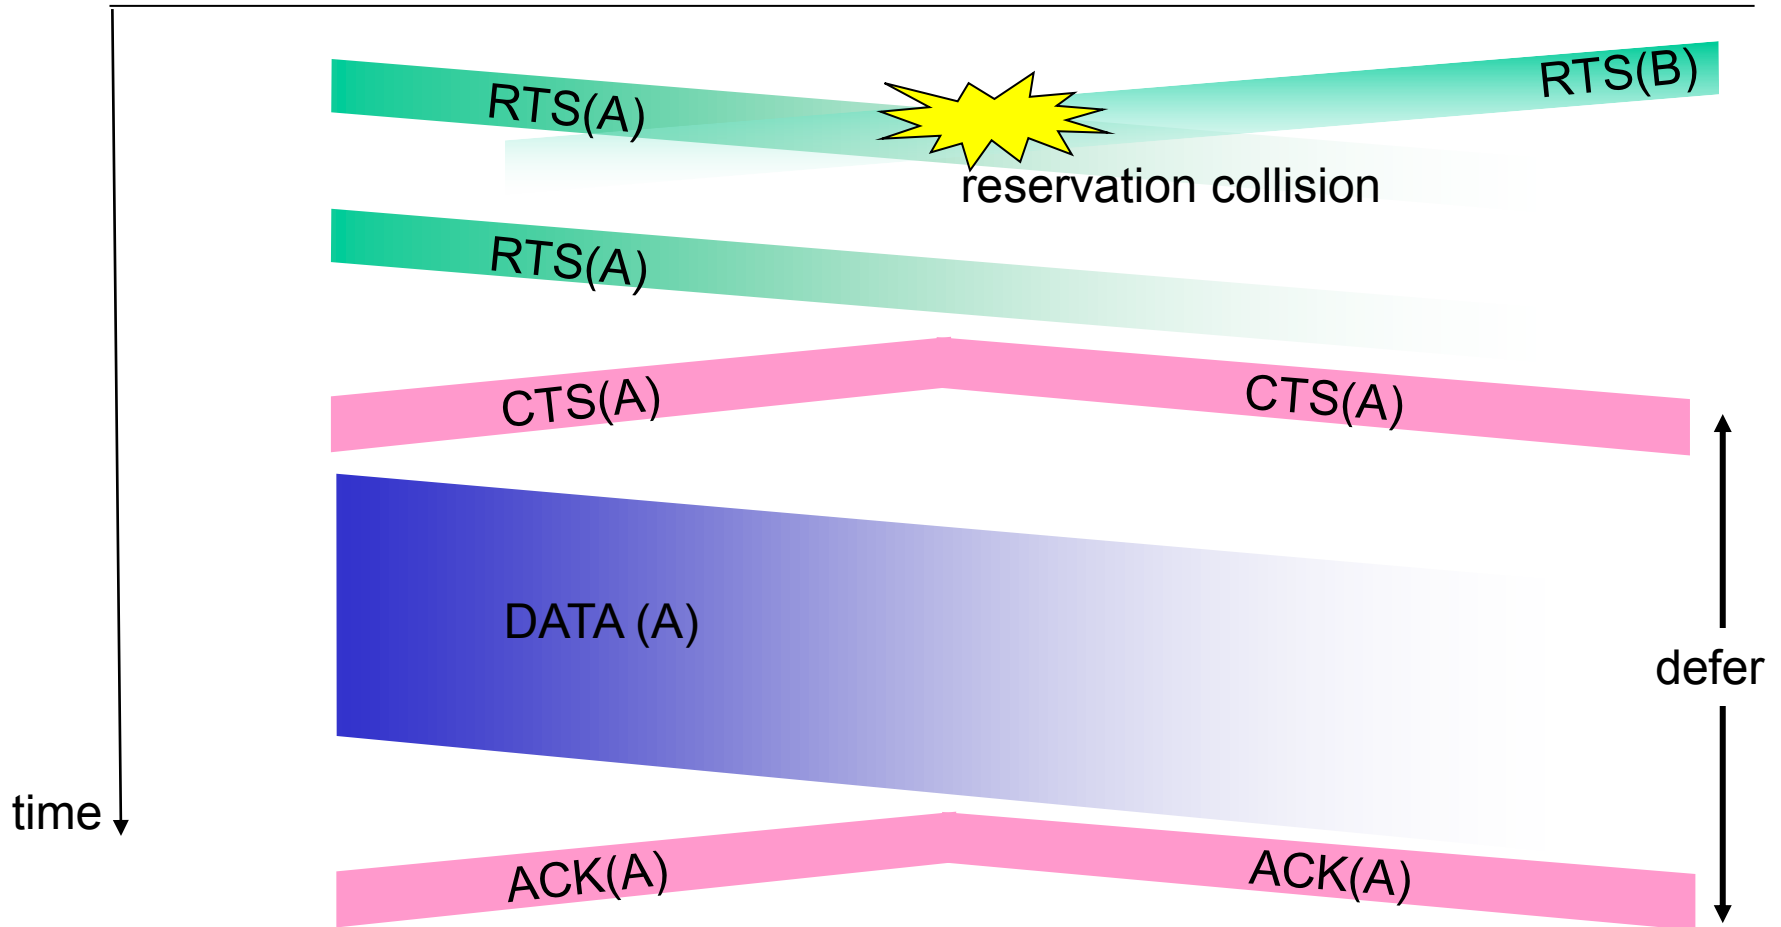 RTS(A)
RTS(B)
reservation collision
RTS(A)
CTS(A)
CTS(A)
DATA (A)
defer
time
ACK(A)
ACK(A)